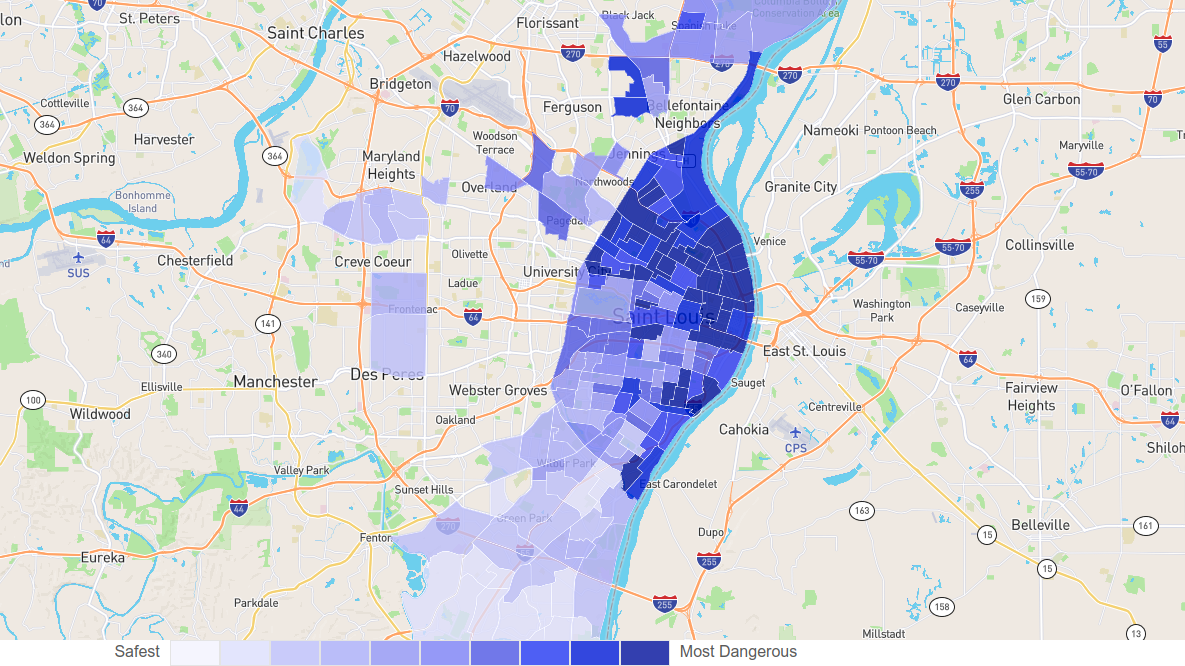 70
lon
St. Peters
Saint Charles
Florissant
Black Jack
Spanish Lake
Columbia Bottom
Conservation Area
55
Hazelwood
270
270
270
270
Bridgeton
70
Ferguson
Bellefontaine
Neighbors
Glen Carbon
70
Cottleville
364
364
Harvester
Weldon Spring
Woodson
Terrace
Nameoki
Pontoon Beach
Maryville
364
Maryland
Heights
Jennings
Northwoods
55-70
Overland
Granite City
255
Bonhomme
Island
Pagedale
64
Chesterfield
SUS
Creve Coeur
Olivette
University City
Venice
55-70
55-70
Collinsville
Ladue
Frontenac
64
Saint Louis
Washington
Park
Caseyville
159
141
340
East St. Louis
64
Ellisville
Manchester
Des Peres
Webster Groves
Sauget
Fairview
Heights
O'Fallon
100
Wildwood
Oakland
Centreville
64
Cahokia
CPS
Shiloh
Valley Park
Wilbur Park
Sunset Hills
East Carondelet
44
Green Park
270
163
Belleville
161
Fenton
Dupo
15
Eureka
255
15
Parkdale
255
158
Millstadt
13
Safest
Most Dangerous